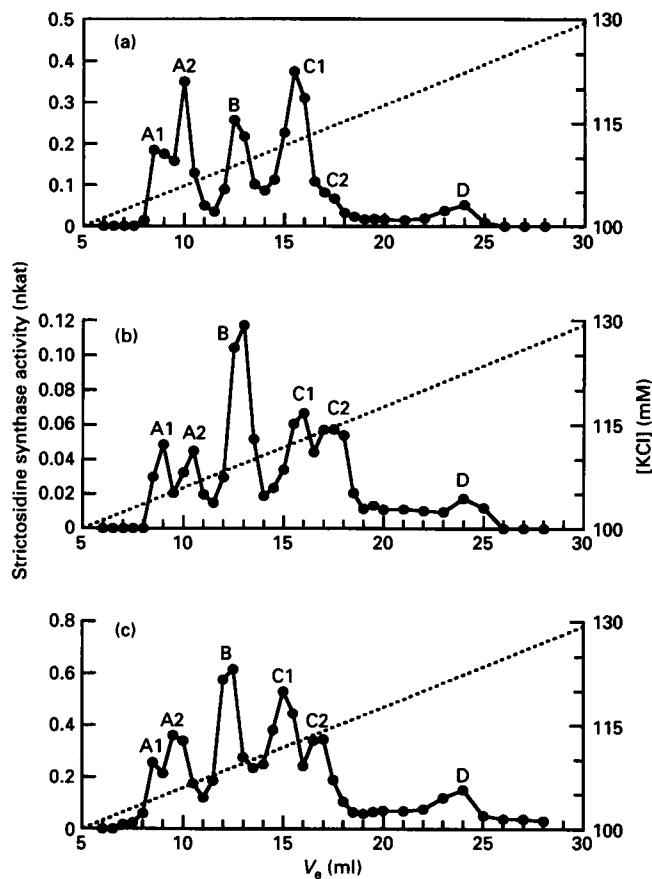 Strictosidine synthase activity (nkat)
[KCl] (mM)
(a)
0.5
0.4
0.3
0.2
0.1
0
A1
A2
B
C1
C2
D
130
115
100
5 10 15 20 25 30
(b)
0.12
0.10
0.08
0.06
0.04
0.02
0
A1
A2
B
C1
C2
D
130
115
100
5 10 15 20 25 30
(c)
0.8
0.6
0.4
0.2
0
A1
A2
B
C1
C2
D
130
115
100
5 10 15 20 25 30
Ve (ml)